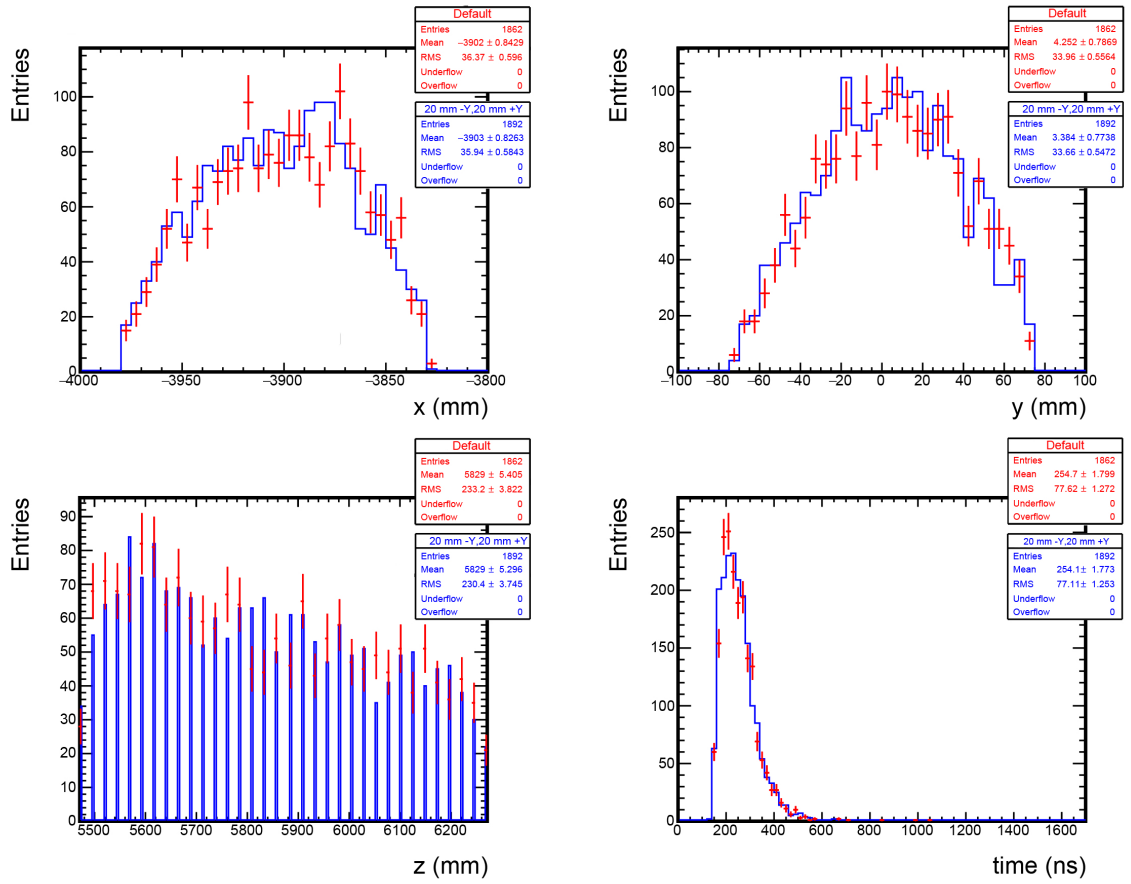 Default
Entries 1862
Mean −3902 ± 0.8429
RMS 36.37 ± 0.596
Underflow 0
Overflow 0
20 mm -Y,20 mm +Y
Entries 1892
Mean −3903 ± 0.8263
RMS 35.94 ± 0.5843
Underflow 0
Overflow 0
Entries
100
80
60
40
20
0
−4000 −3950 −3900 −3850 −3800
x (mm)
Default
Entries 1862
Mean 4.252 ± 0.7869
RMS 33.96 ± 0.5564
Underflow 0
Overflow 0
20 mm -Y,20 mm +Y
Entries 1892
Mean 3.384 ± 0.7738
RMS 33.66 ± 0.5472
Underflow 0
Overflow 0
Entries
100
80
60
40
20
0
−100 −80 −60 −40 −20 0 20 40 60 80 100
y (mm)
Default
Entries 1862
Mean 5829 ± 5.405
RMS 233.2 ± 3.822
Underflow 0
Overflow 0
20 mm -Y,20 mm +Y
Entries 1892
Mean 5829 ± 5.296
RMS 230.4 ± 3.745
Underflow 0
Overflow 0
Entries
90
80
70
60
50
40
30
20
10
0
5500 5600 5700 5800 5900 6000 6100 6200
z (mm)
Default
Entries 1862
Mean 254.7 ± 1.799
RMS 77.62 ± 1.272
Underflow 0
Overflow 0
20 mm -Y,20 mm +Y
Entries 1892
Mean 254.1 ± 1.773
RMS 77.11 ± 1.253
Underflow 0
Overflow 0
Entries
250
200
150
100
50
0
0 200 400 600 800 1000 1200 1400 1600
time (ns)